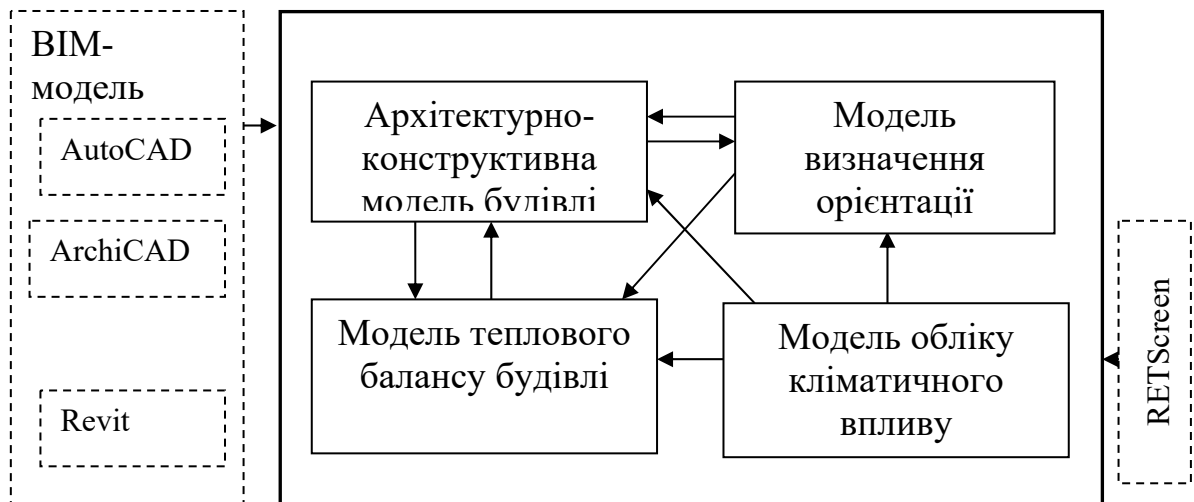 BIM-
модель
AutoCAD
ArchiCAD
Revit
Архітектурно-
конструктивна
модель будівлі
Модель
визначення
орієнтації
Модель теплового
балансу будівлі
Модель обліку
кліматичного
впливу
RETScreen